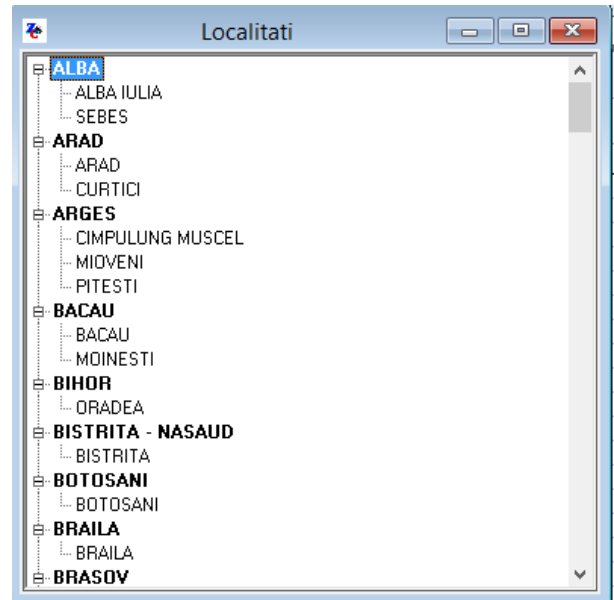 Localitati
ALBA
ALBA IULIA
SEBES
ARAD
ARAD
CURTICI
ARGES
CIMPULUNG MUSCEL
MIOVENI
PITESTI
BACAU
BACAU
MOINESTI
BIHOR
ORADEA
BISTRITA - NASAUD
BISTRITA
BOTOSANI
BOTOSANI
BRAILA
BRAILA
BRASOV